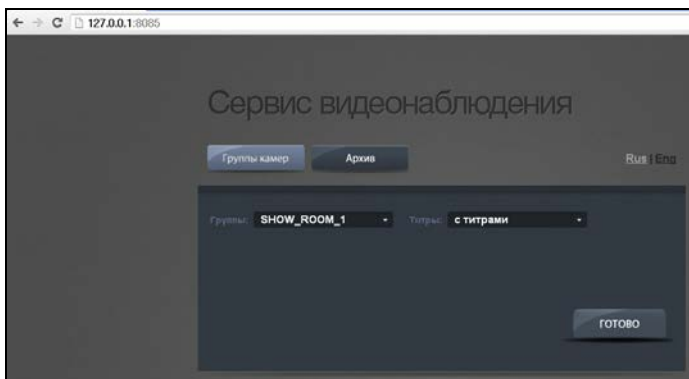 127.0.0.1:8085
Сервис видеонаблюдения
Группы камер Архив Rus | Eng
Группы: SHOW_ROOM_1 Титры: с титрами
ГОТОВО